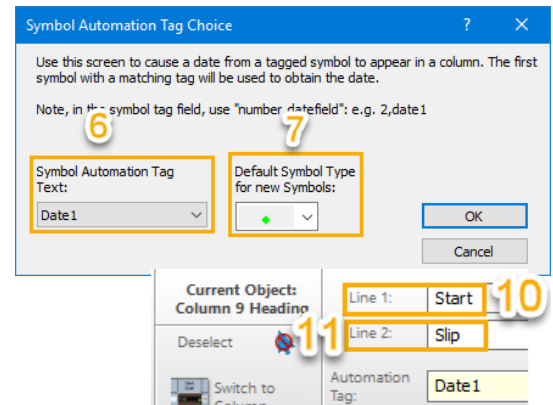 Symbol Automation Tag Choice ? ×
Use this screen to cause a date from a tagged symbol to appear in a column. The first
symbol with a matching tag will be used to obtain
the date.
Note, in the symbol tag field, use "number,datefield": e.g. 2,date1
6
7
Symbol Automation Tag
Text:
Default Symbol Type
for new Symbols:
Date1
OK
Cancel
Current Object:
Column 9 Heading
Line 1: Start 10
Deselect 11 Line 2: Slip
Switch to
Column
Automation
Tag: Date1